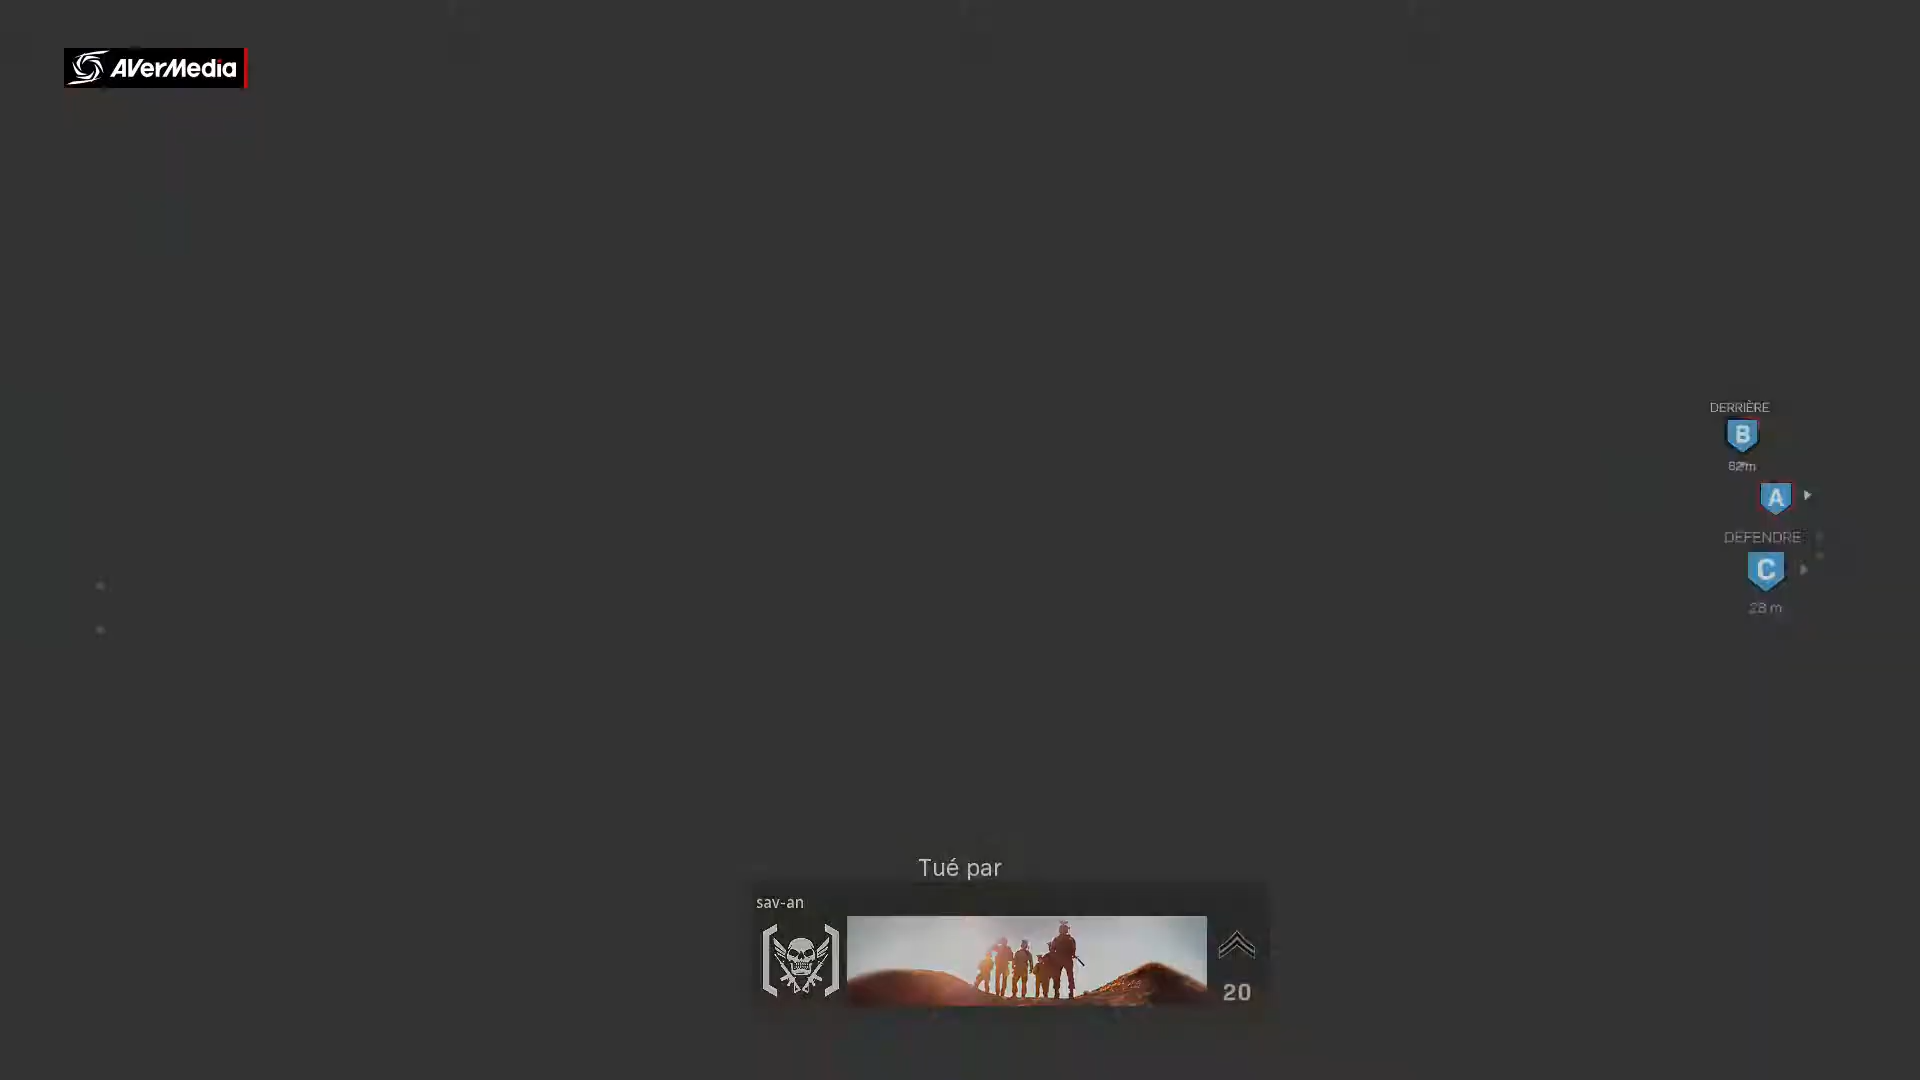 AVerMedia
DERRIÈRE
B
A
DÉFENDRE
C
28 m
Tué par
sav-an
20